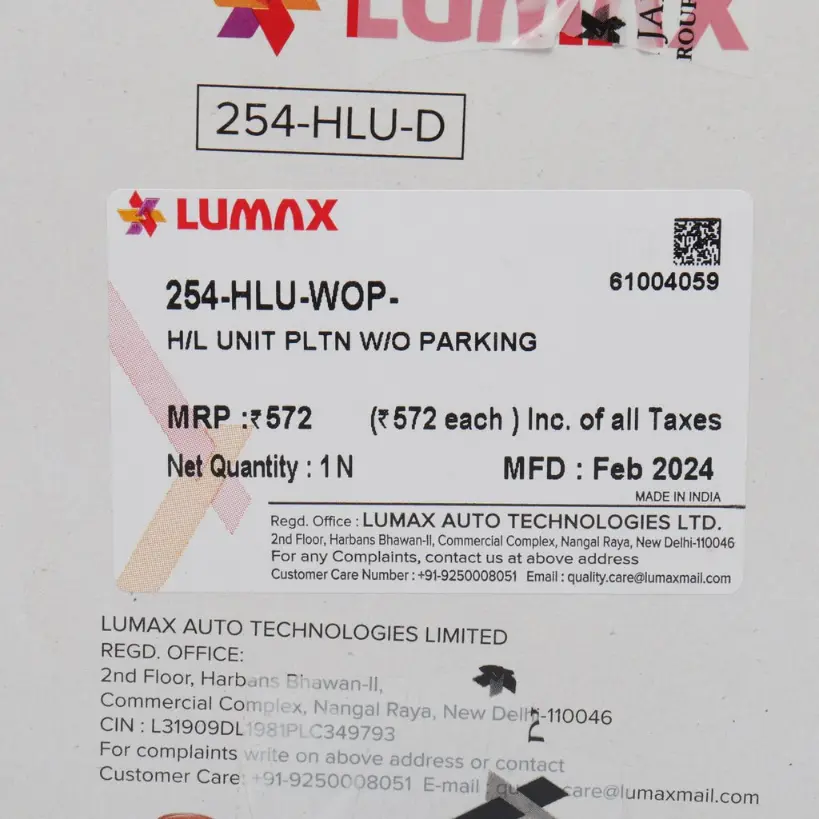 LUMAX
254-HLU-D
LUMAX
61004059
254-HLU-WOP-
H/L UNIT PLTN W/O PARKING
MRP :₹572 (₹572 each ) Inc. of all Taxes
Net Quantity : 1 N MFD : Feb 2024
MADE IN INDIA
Regd. Office : LUMAX AUTO TECHNOLOGIES LTD.
2nd Floor, Harbans Bhawan-II, Commercial Complex, Nangal Raya, New Delhi-110046
For any Complaints, contact us at above address
Customer Care Number : +91-9250008051 Email : quality.care@lumaxmail.com
LUMAX AUTO TECHNOLOGIES LIMITED
REGD. OFFICE:
2nd Floor, Harbans Bhawan-II,
Commercial Complex, Nangal Raya, New Delhi-110046
CIN : L31909DL1981PLC349793
For complaints write on above address or contact
Customer Care: +91-9250008051 E-mail : care@lumaxmail.com